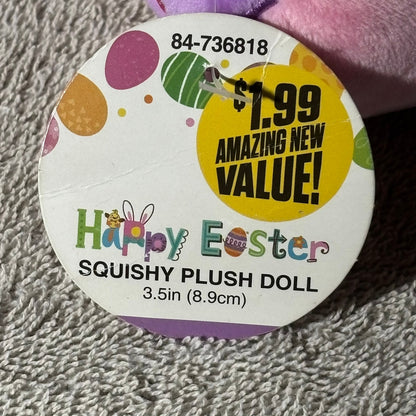 84-736818
$1.99
AMAZING NEW
VALUE!
Happy Easter
SQUISHY PLUSH DOLL
3.5in (8.9cm)